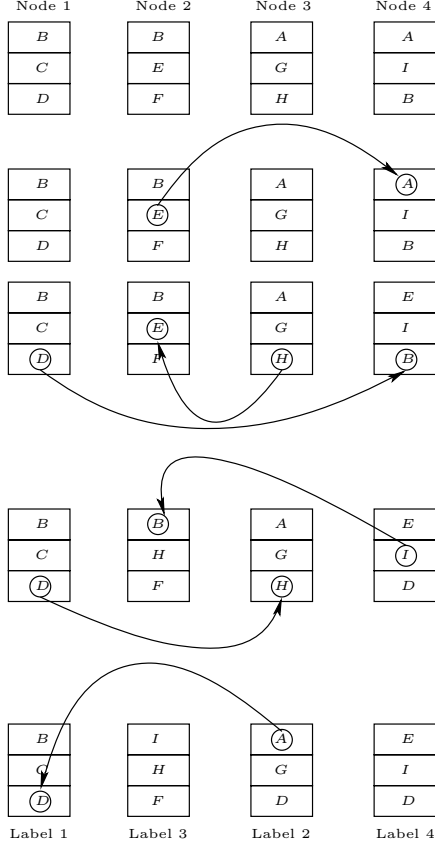 Node 1 Node 2 Node 3 Node 4
B B A A
C E G I
D F H B
B B A A
C E G I
D F H B
B B A E
C E G I
D F H B
B B A E
C H G I
D F H D
B I A E
C H G I
D F D D
Label 1 Label 3 Label 2 Label 4